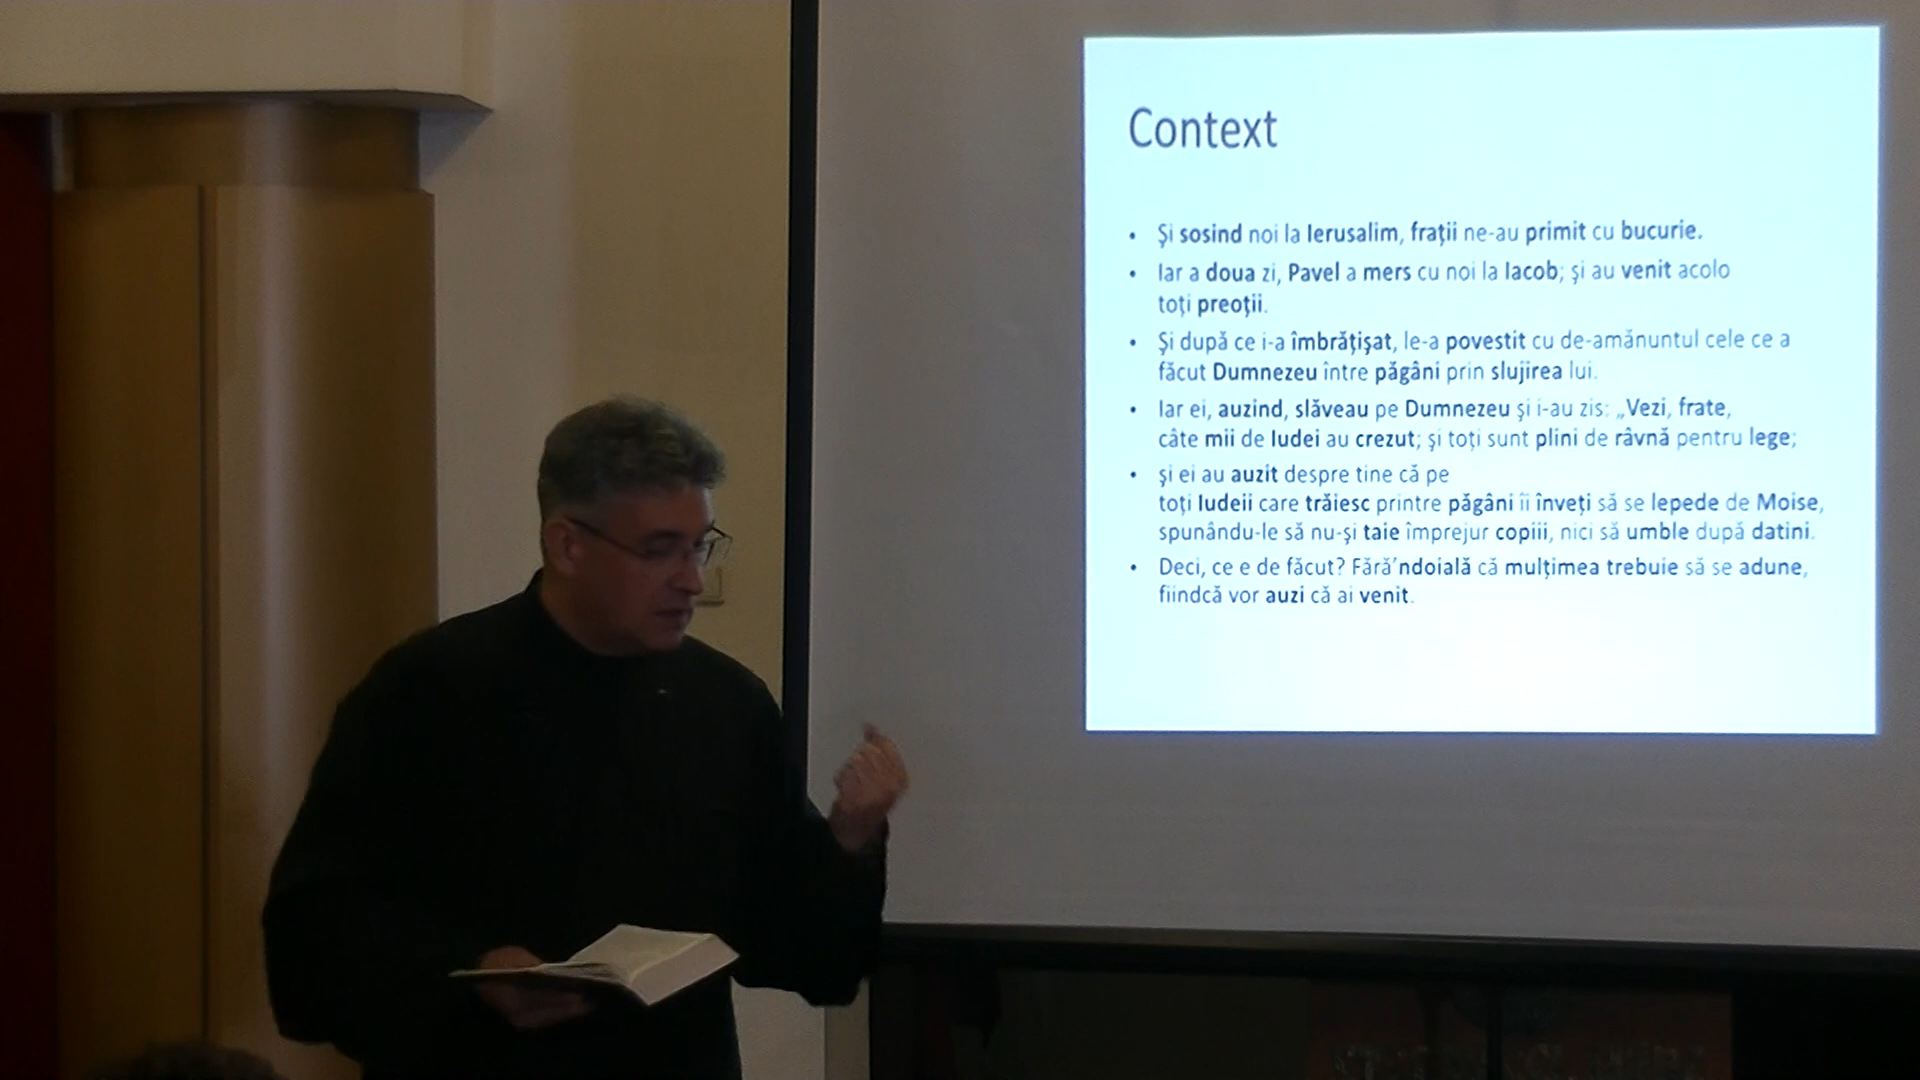 Context
• Şi sosind noi la Ierusalim, fraţii ne-au primit cu bucurie.
• Iar a doua zi, Pavel a mers cu noi la Iacob; şi au venit acolo
toţi preoţii.
• Şi după ce i-a îmbrăţişat, le-a povestit cu de-amănuntul cele ce a
făcut Dumnezeu între păgâni prin slujirea lui.
• Iar ei, auzind, slăveau pe Dumnezeu şi i-au zis: „Vezi, frate,
câte mii de Iudei au crezut; şi toţi sunt plini de râvnă pentru lege;
• şi ei au auzit despre tine că pe
toţi Iudeii care trăiesc printre păgâni îi înveţi să se lepede de Moise,
spunându-le să nu-şi taie împrejur copiii, nici să umble după datini.
• Deci, ce e de făcut? Fără'ndoială că mulţimea trebuie să se adune,
fiindcă vor auzi că ai venit.